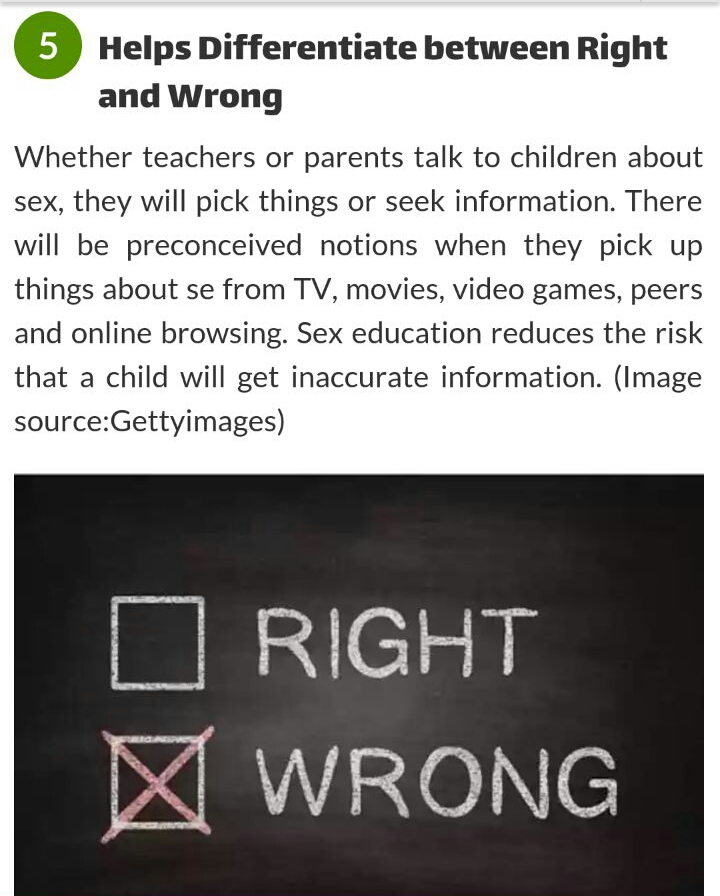 5
Helps Differentiate between Right
and Wrong
Whether teachers or parents talk to children about
sex, they will pick things or seek information. There
will be preconceived notions when they pick up
things about se from TV, movies, video games, peers
and online browsing. Sex education reduces the risk
that a child will get inaccurate information. (Image
source:Gettyimages)
RIGHT
WRONG